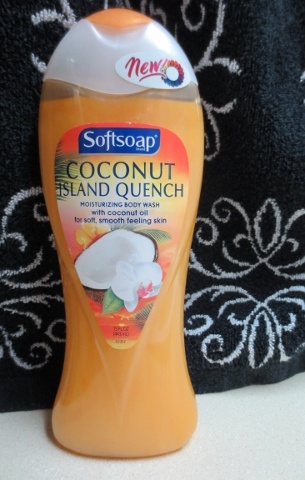 New
Softsoap
COCONUT
ISLAND QUENCH
MOISTURIZING BODY WASH
with coconut oil
for soft, smooth feeling skin